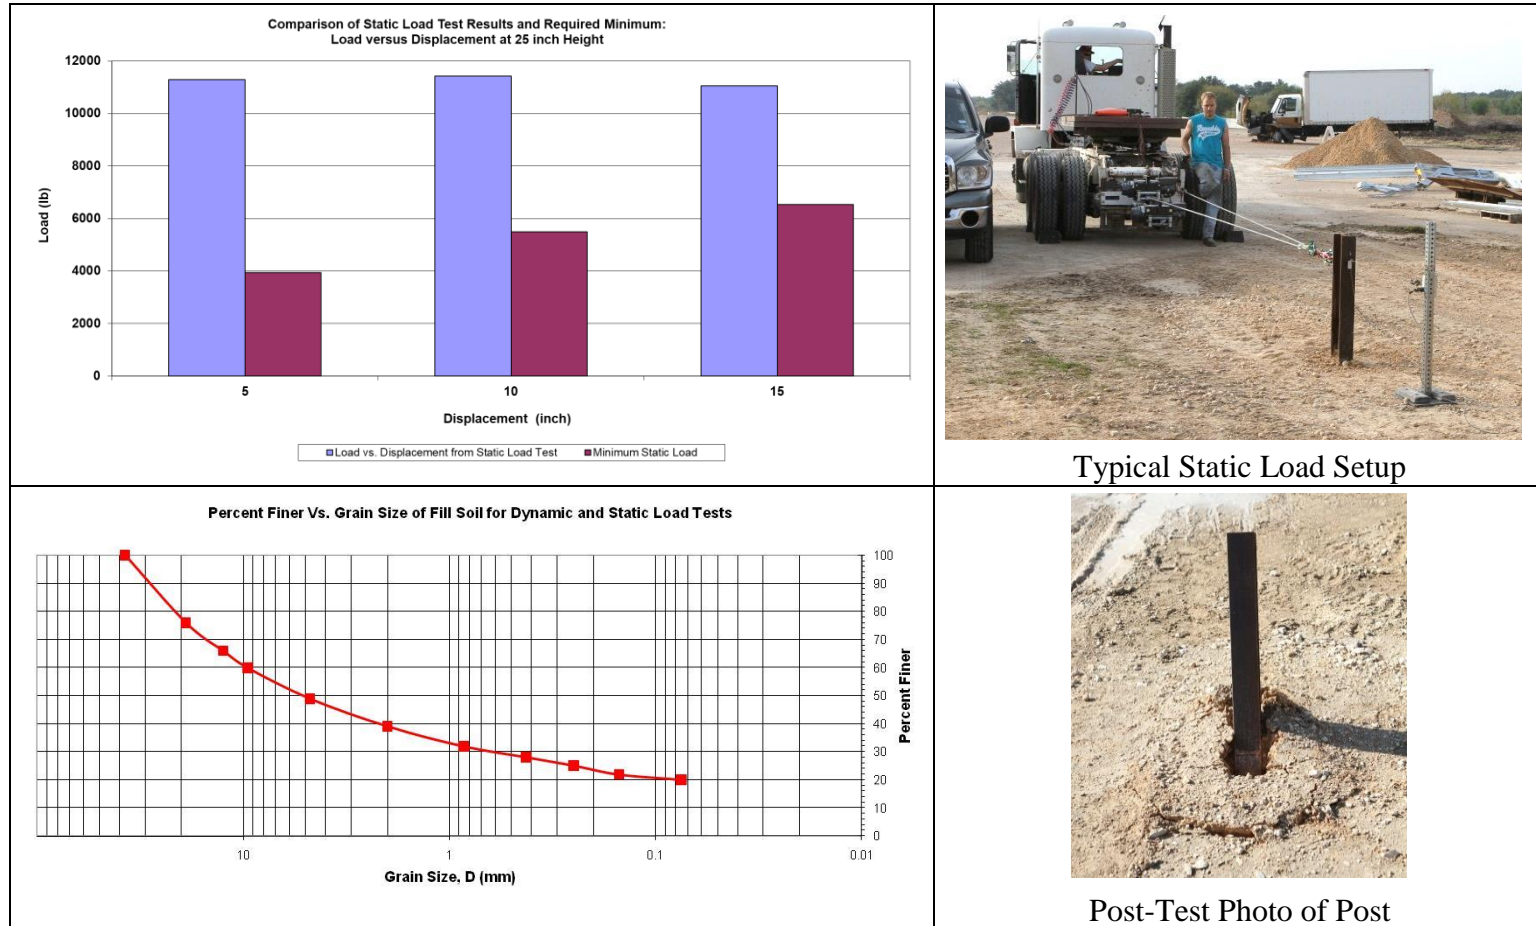 Comparison of Static Load Test Results and Required Minimum:
Load versus Displacement at 25 inch Height
12000
10000
8000
6000
4000
2000
0
Load (lb)
5 10 15
Displacement (inch)
Load vs. Displacement from Static Load Test Minimum Static Load
Typical Static Load Setup
Percent Finer Vs. Grain Size of Fill Soil for Dynamic and Static Load Tests
100
90
80
70
60
50
40
30
20
10
0
Percent Finer
10 1 0.1 0.01
Grain Size, D (mm)
Post-Test Photo of Post